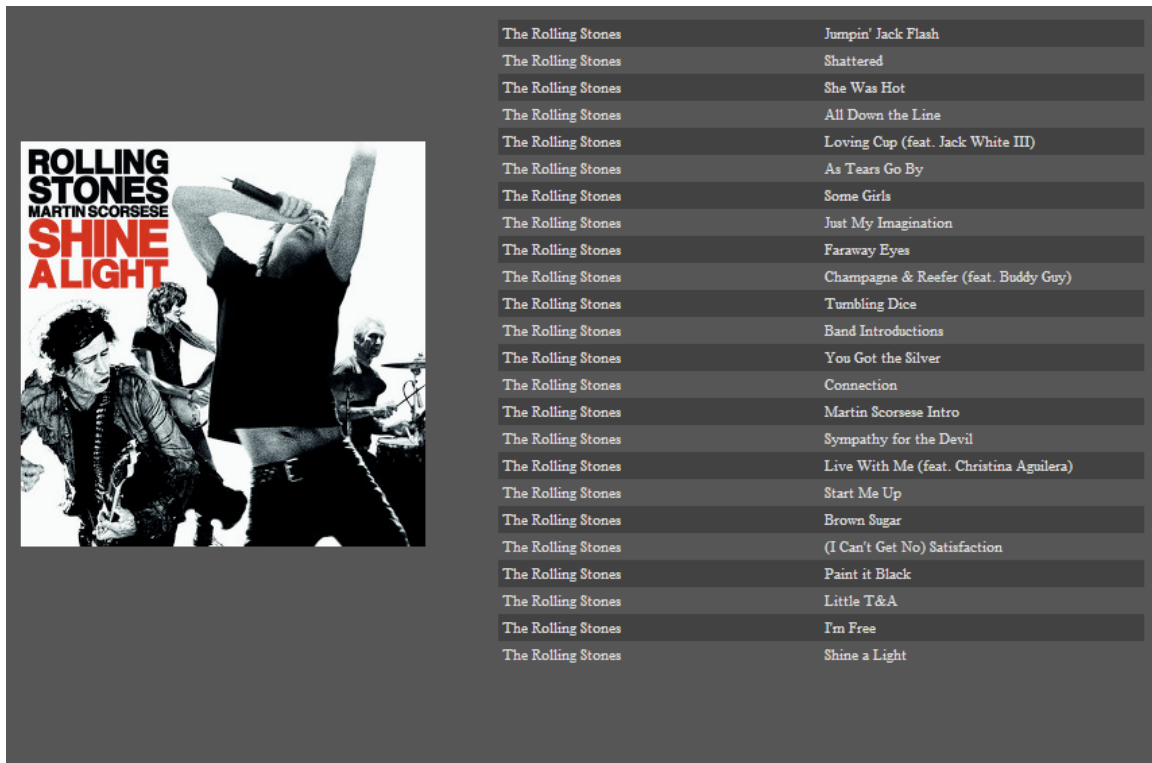 ROLLING
STONES
MARTIN SCORSESE
SHINE
A LIGHT
The Rolling Stones Jumpin' Jack Flash
The Rolling Stones Shattered
The Rolling Stones She Was Hot
The Rolling Stones All Down the Line
The Rolling Stones Loving Cup (feat. Jack White III)
The Rolling Stones As Tears Go By
The Rolling Stones Some Girls
The Rolling Stones Just My Imagination
The Rolling Stones Faraway Eyes
The Rolling Stones Champagne & Reefer (feat. Buddy Guy)
The Rolling Stones Tumbling Dice
The Rolling Stones Band Introductions
The Rolling Stones You Got the Silver
The Rolling Stones Connection
The Rolling Stones Martin Scorsese Intro
The Rolling Stones Sympathy for the Devil
The Rolling Stones Live With Me (feat. Christina Aguilera)
The Rolling Stones Start Me Up
The Rolling Stones Brown Sugar
The Rolling Stones (I Can't Get No) Satisfaction
The Rolling Stones Paint it Black
The Rolling Stones Little T&A
The Rolling Stones I'm Free
The Rolling Stones Shine a Light